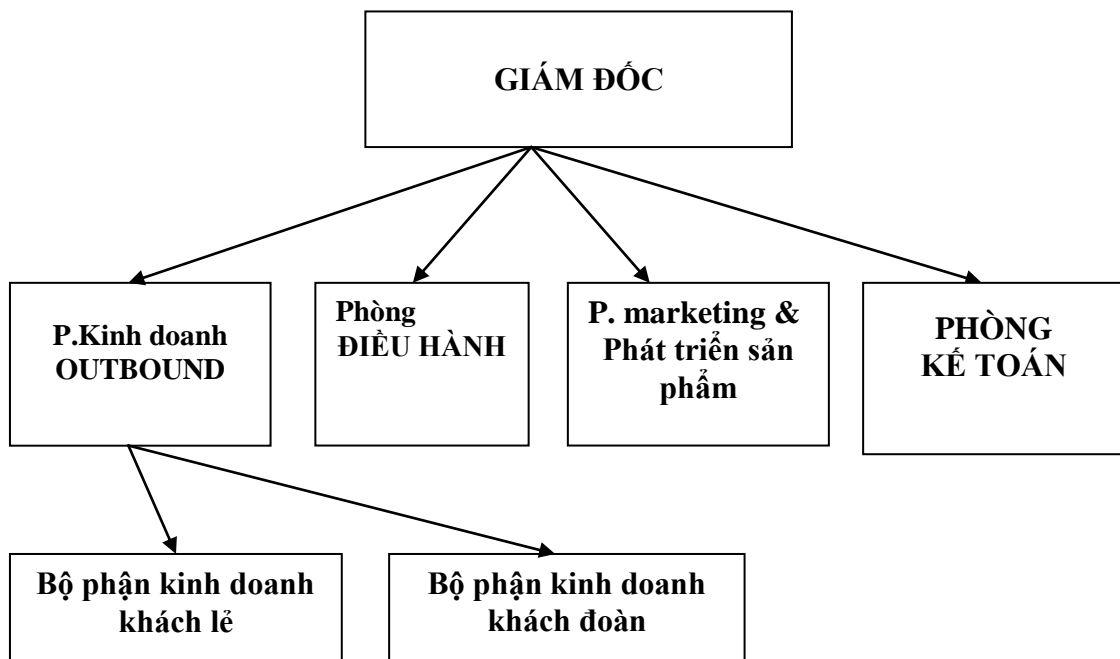 GIÁM ĐỐC
P.Kinh doanh
OUTBOUND
Phòng
ĐIỀU HÀNH
P. marketing &
Phát triển sản
phẩm
PHÒNG
KẾ TOÁN
Bộ phận kinh doanh
khách lẻ
Bộ phận kinh doanh
khách đoàn